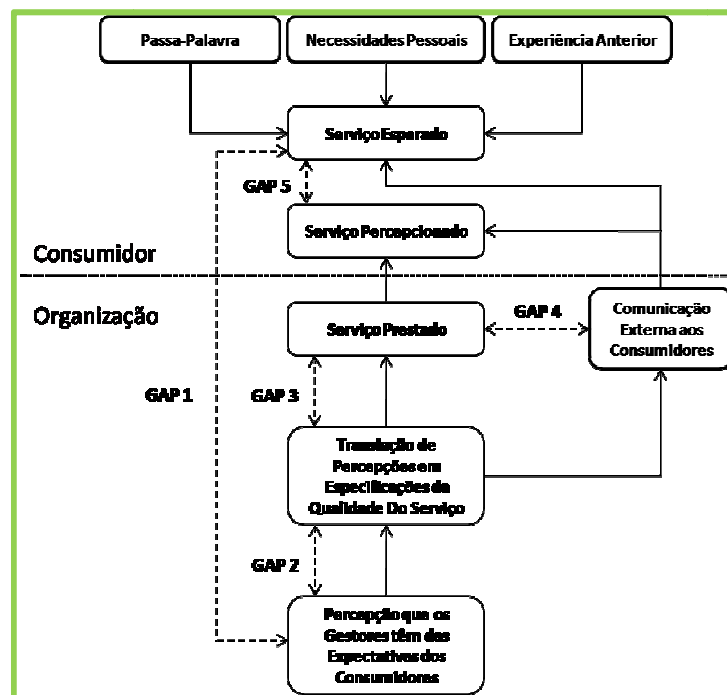 Passa-Palavra
Necessidades Pessoais
Experiência Anterior
Serviço Esperado
GAP 5
Serviço Percepcionado
Consumidor
Organização
Serviço Prestado
GAP 4
Comunicação
Externa aos
Consumidores
GAP 1
GAP 3
Translação de
Percepções em
Especificações da
Qualidade Do Serviço
GAP 2
Percepção que os
Gestores têm das
Expectativas dos
Consumidores